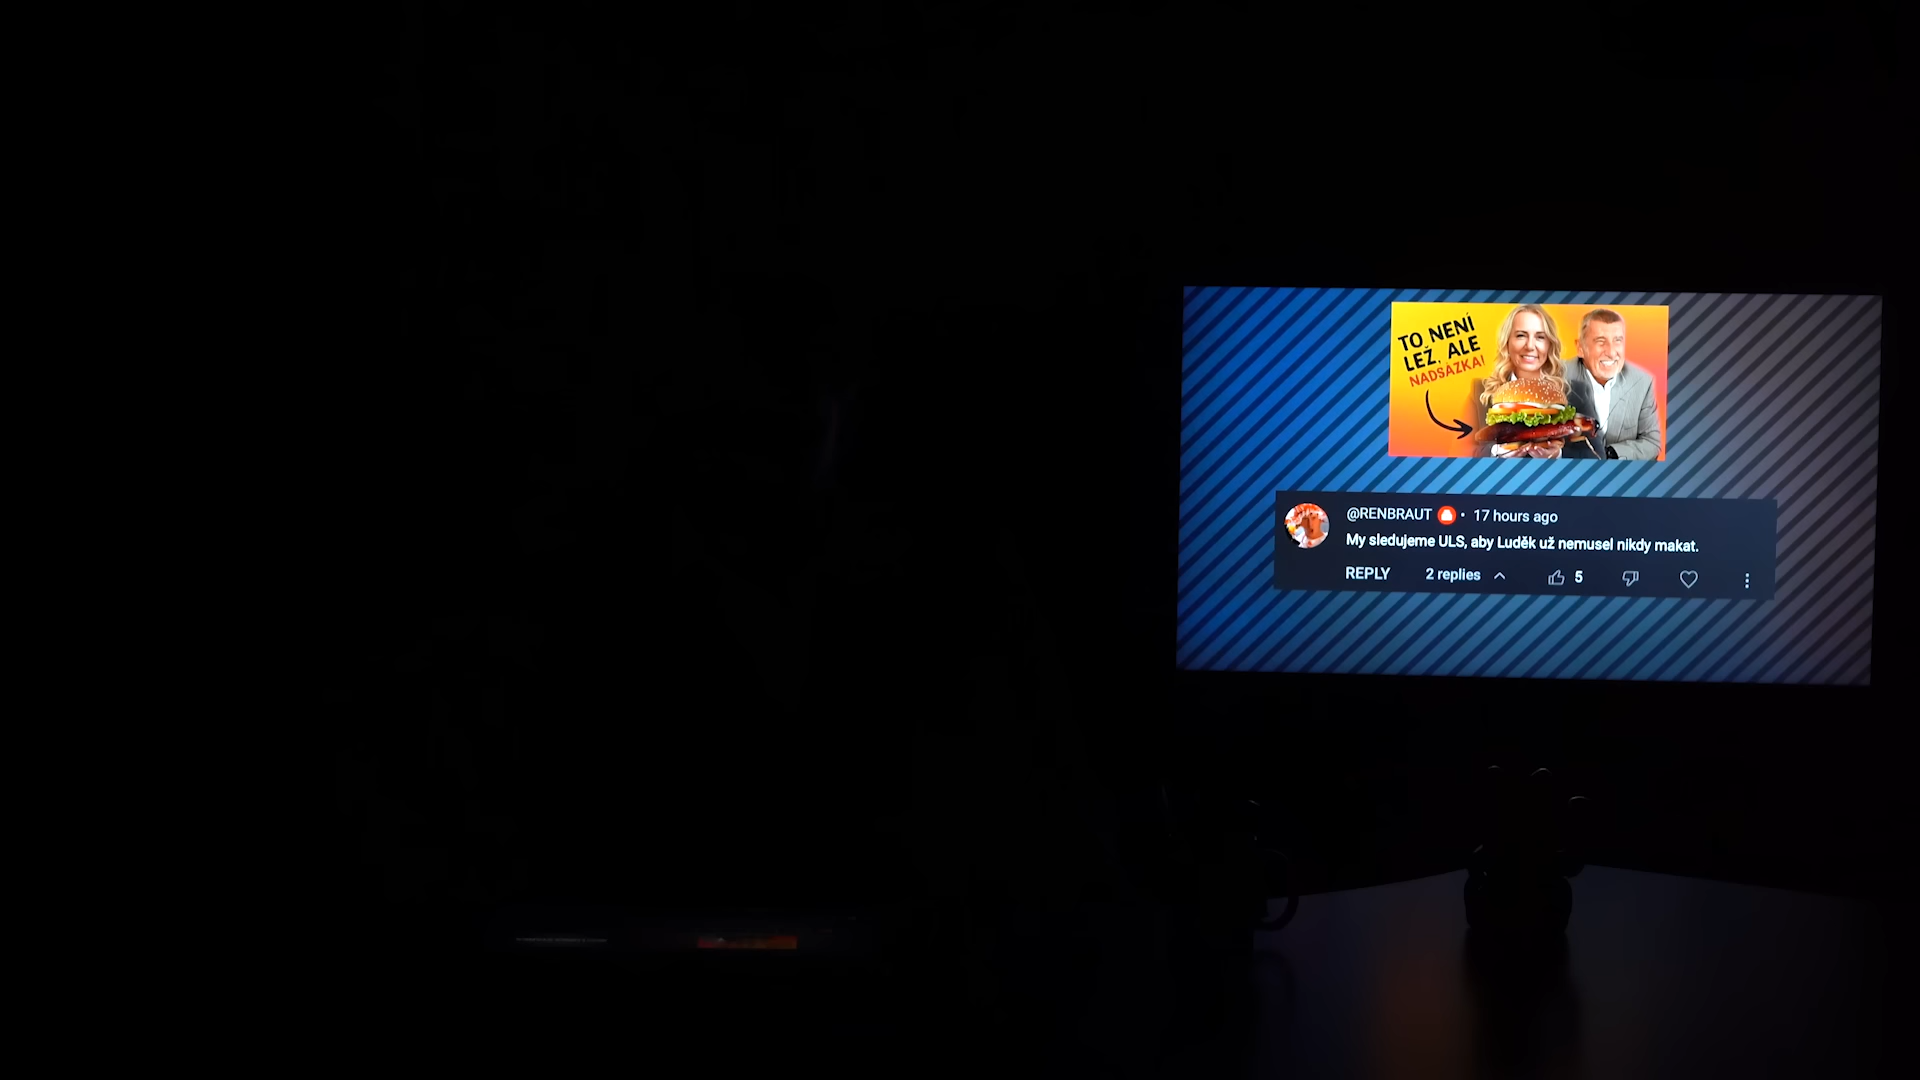 TO NENÍ
LEŽ, ALE
NADSÁZKA!
@RENBRAUT • 17 hours ago
My sledujeme ULS, aby Luděk už nemusel nikdy makat.
REPLY 2 replies 5